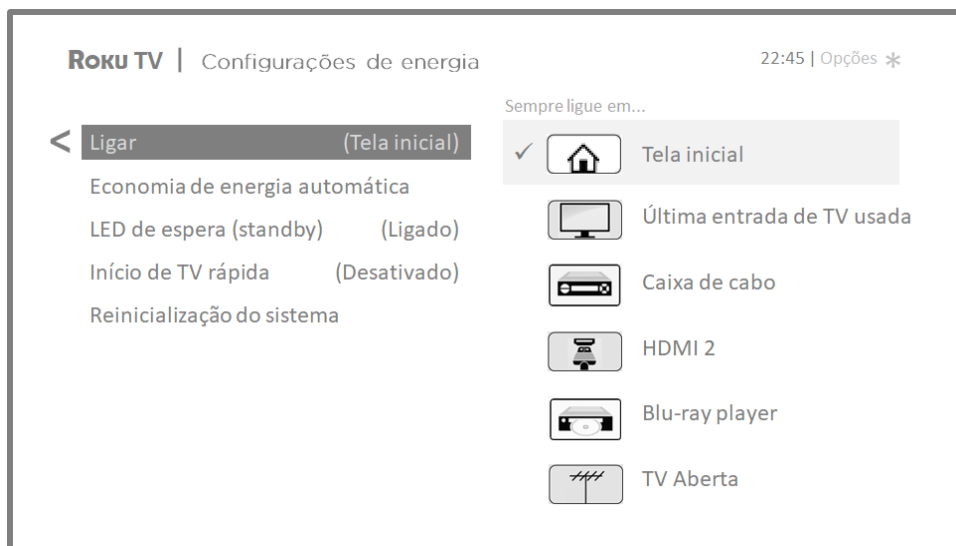 Roku TV | Configurações de energia
22:45 | Opções *
Sempre ligue em...
< Ligar (Tela inicial)
Economia de energia automática
LED de espera (standby) (Ligado)
Início de TV rápida (Desativado)
Reinicialização do sistema
✓ Tela inicial
Última entrada de TV usada
Caixa de cabo
HDMI 2
Blu-ray player
TV Aberta